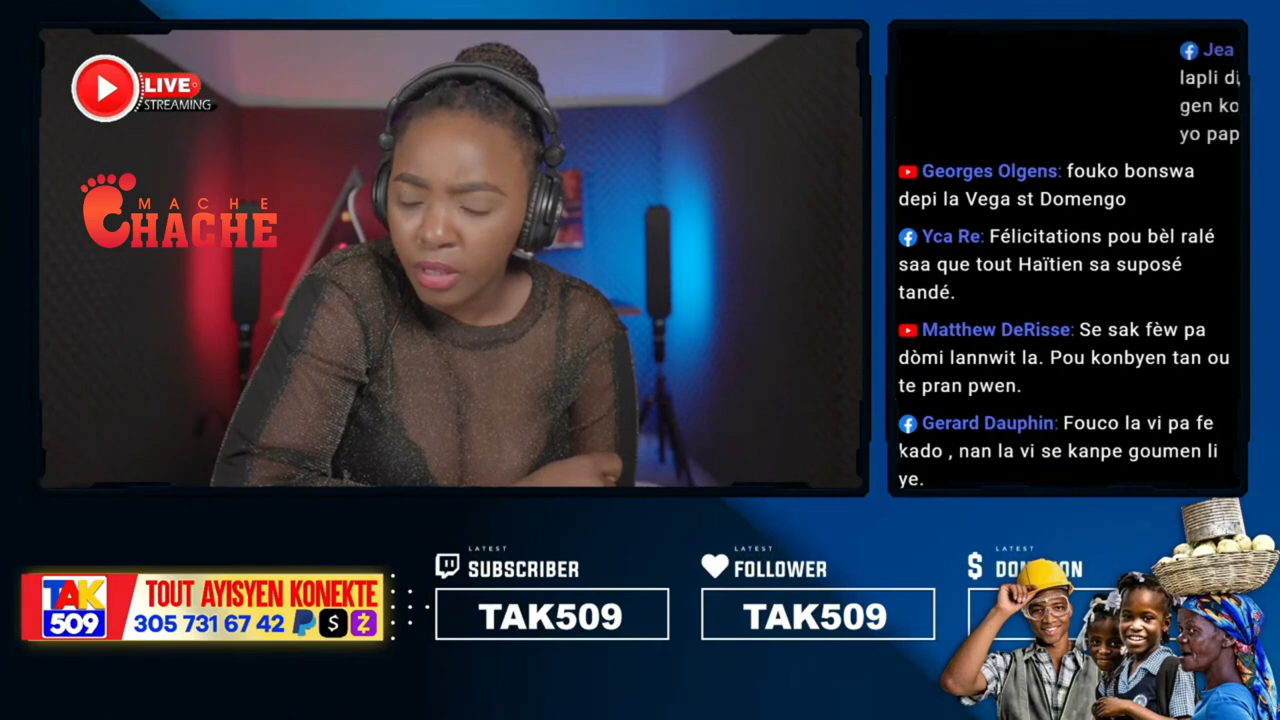 LIVE
STREAMING
MACHE
CHACHE
Jea
lapli di
gen ko
yo pap
Georges Olgens: fouko bonswa
depi la Vega st Domengo
Yca Re: Félicitations pou bèl ralé
saa que tout Haïtien sa suposé
tandé.
Matthew DeRisse: Se sak fèw pa
dòmi lannwit la. Pou konbyen tan ou
te pran pwen.
Gerard Dauphin: Fouco la vi pa fe
kado , nan la vi se kanpe goumen li
ye.
TAK
509
TOUT AYISYEN KONEKTE
305 731 67 42
LATEST
SUBSCRIBER
TAK509
LATEST
FOLLOWER
TAK509
LATEST